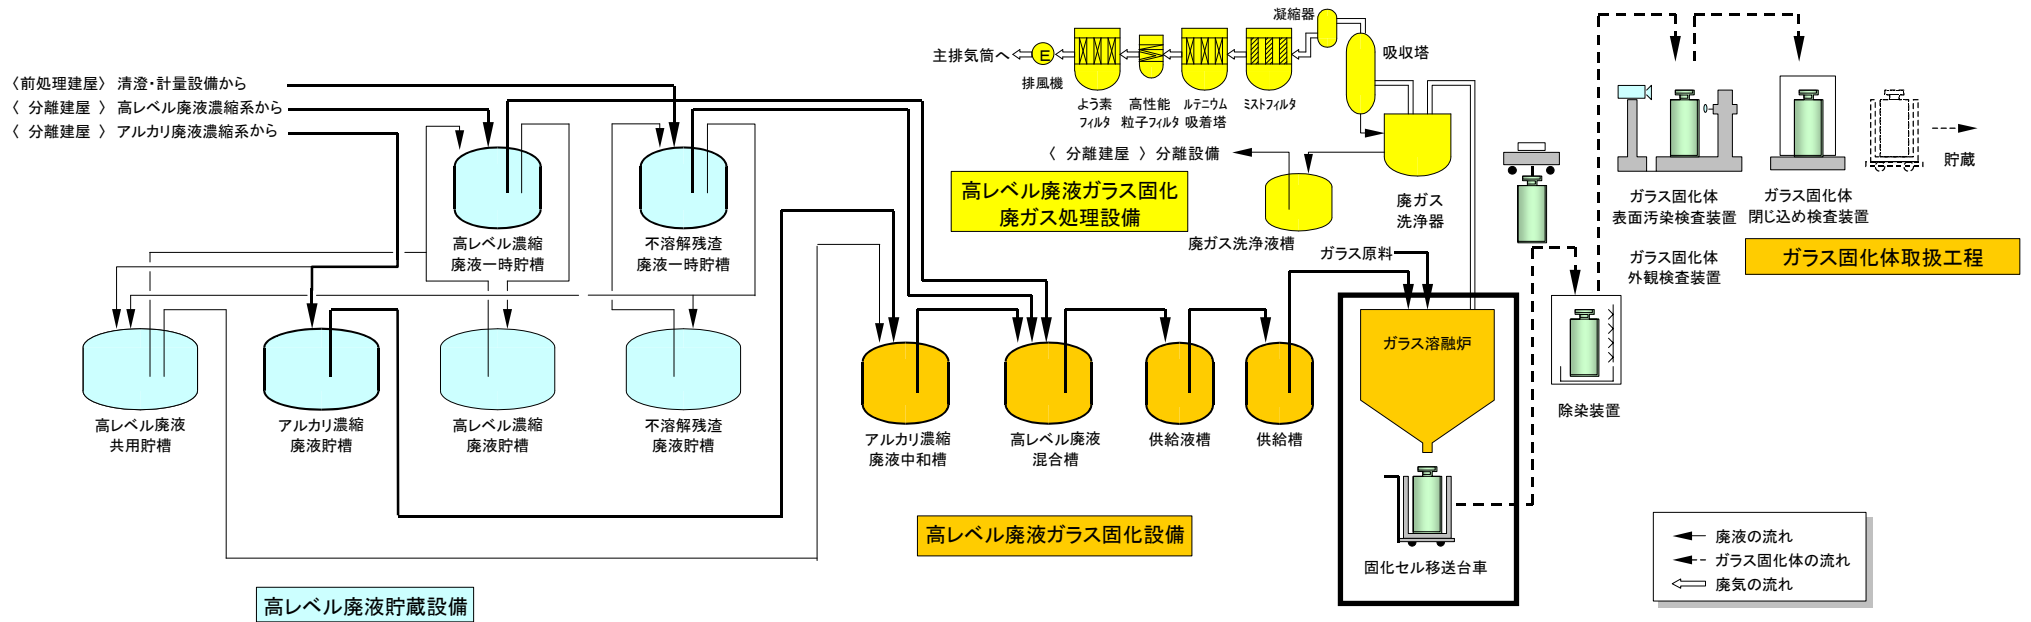 〈前処理建屋〉 清澄・計量設備から
〈 分離建屋 〉 高レベル廃液濃縮系から
〈 分離建屋 〉 アルカリ廃液濃縮系から
高レベル濃縮
廃液一時貯槽
不溶解残渣
廃液一時貯槽
高レベル廃液
共用貯槽
アルカリ濃縮
廃液貯槽
高レベル濃縮
廃液貯槽
不溶解残渣
廃液貯槽
高レベル廃液貯蔵設備
主排気筒へ
E
排風機
よう素
フィルタ
高性能
粒子フィルタ
ルテニウム
吸着塔
ミストフィルタ
凝縮器
吸収塔
〈 分離建屋 〉 分離設備
高レベル廃液ガラス固化
廃ガス処理設備
廃ガス洗浄液槽
廃ガス
洗浄器
ガラス原料
アルカリ濃縮
廃液中和槽
高レベル廃液
混合槽
供給液槽
供給槽
ガラス溶融炉
固化セル移送台車
高レベル廃液ガラス固化設備
除染装置
ガラス固化体
表面汚染検査装置
ガラス固化体
外観検査装置
ガラス固化体
閉じ込め検査装置
貯蔵
ガラス固化体取扱工程
廃液の流れ
ガラス固化体の流れ
廃気の流れ